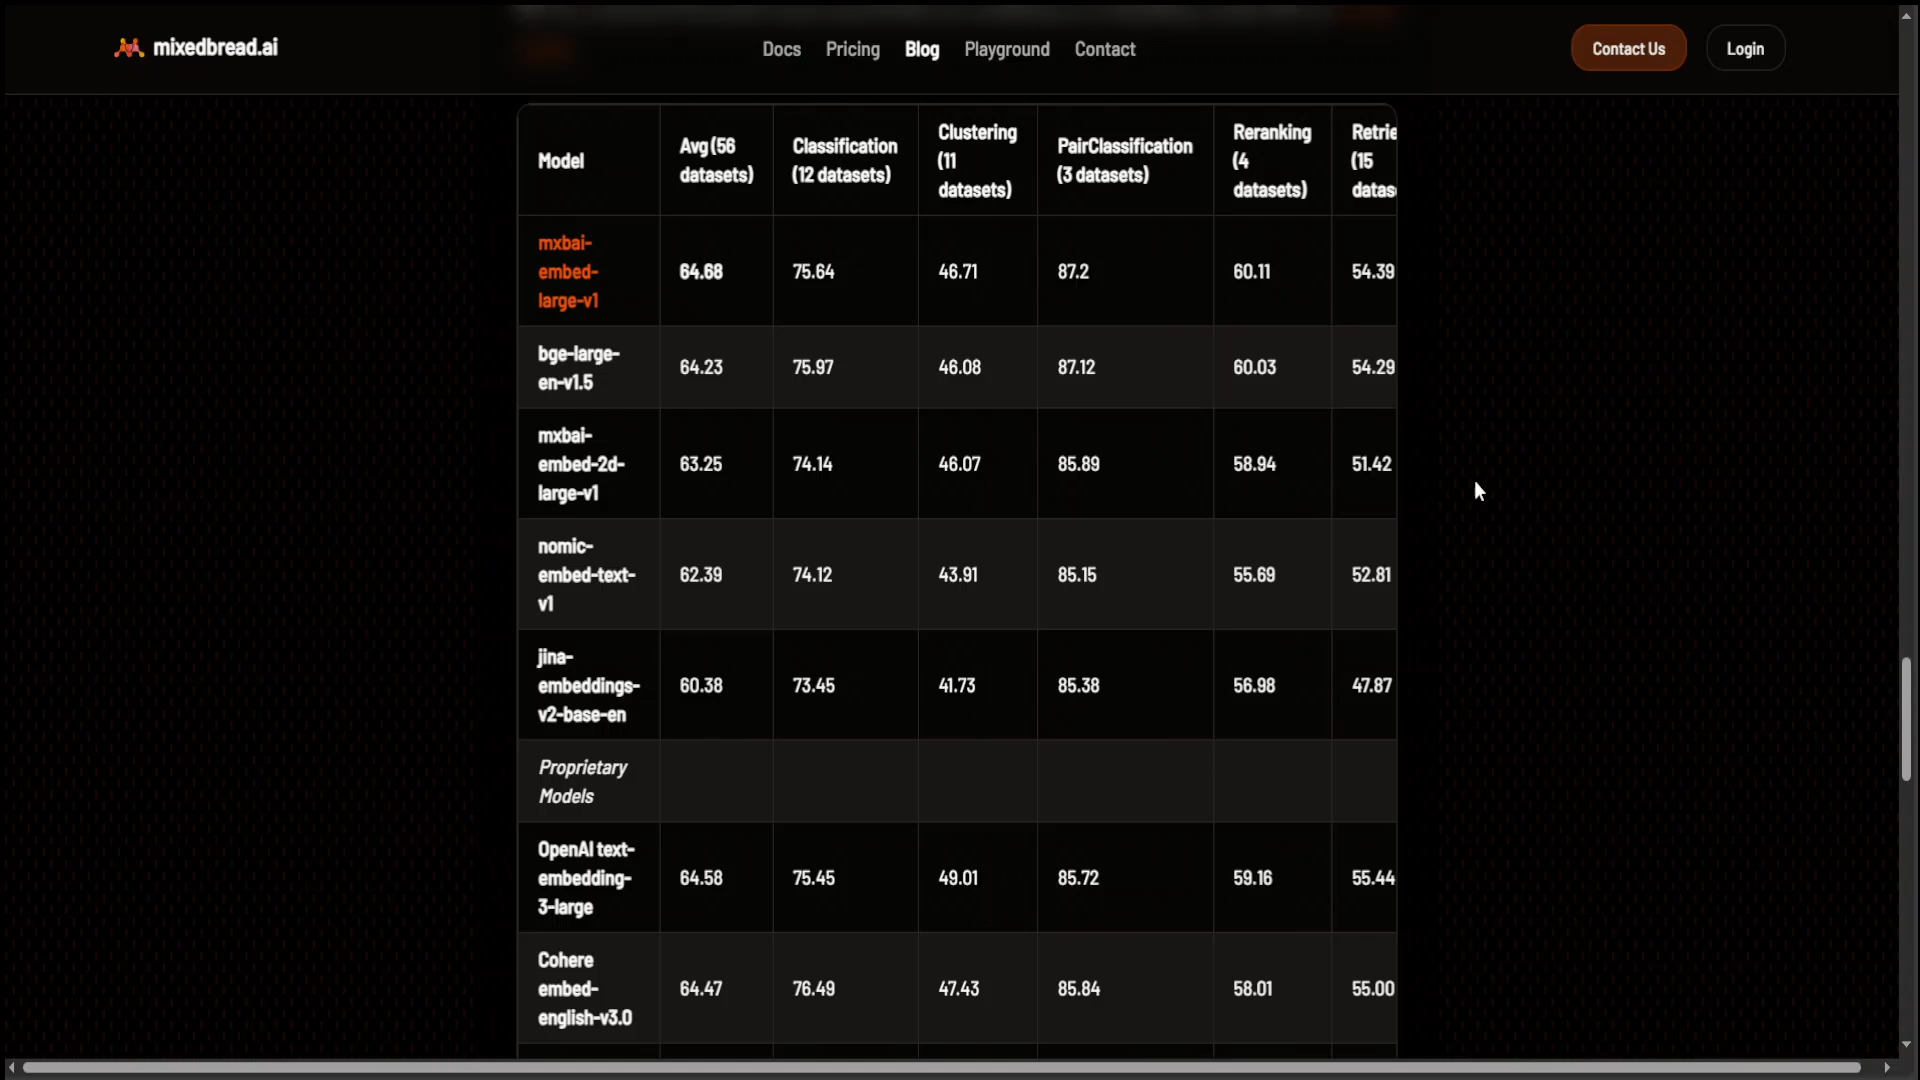 mixedbread.ai
Docs Pricing Blog Playground Contact
Contact Us
Login
Model
Avg (56
datasets)
Classification
(12 datasets)
Clustering
(11
datasets)
PairClassification
(3 datasets)
Reranking
(4
datasets)
Retrie
(15
datase
mxbai-
embed-
large-v1
64.68
75.64
46.71
87.2
60.11
54.39
bge-large-
en-v1.5
64.23
75.97
46.08
87.12
60.03
54.29
mxbai-
embed-2d-
large-v1
63.25
74.14
46.07
85.89
58.94
51.42
nomic-
embed-text-
v1
62.39
74.12
43.91
85.15
55.69
52.81
jina-
embeddings-
v2-base-en
60.38
73.45
41.73
85.38
56.98
47.87
Proprietary
Models
OpenAI text-
embedding-
3-large
64.58
75.45
49.01
85.72
59.16
55.44
Cohere
embed-
english-v3.0
64.47
76.49
47.43
85.84
58.01
55.00